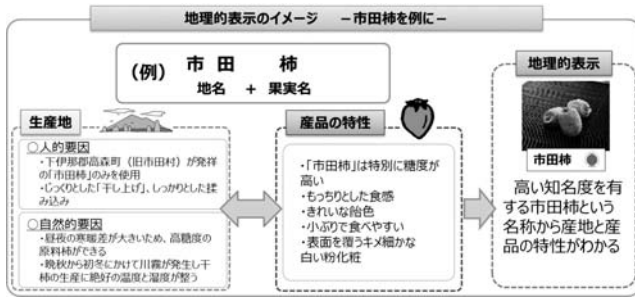 地理的表示のイメージ －市田柿を例に－
(例) 市田 柿
地名 + 果実名
生産地
○人的要因
・下伊那郡高森町（旧市田村）が発祥
の「市田柿」のみを使用
・じっくりとした「干し上げ」、しっかりとした揉
み込み
○自然的要因
・昼夜の寒暖差が大きいため、高糖度の
原料柿ができる
・晩秋から初冬にかけて川霧が発生し干
柿の生産に絶好の温度と湿度が整う
産品の特性
・「市田柿」は特別に糖度が
高い
・もっちりとした食感
・きれいな飴色
・小ぶりで食べやすい
・表面を覆うキメ細かな
白い粉化粧
地理的表示
市田柿
高い知名度を有
する市田柿という
名称から産地と産
品の特性がわかる